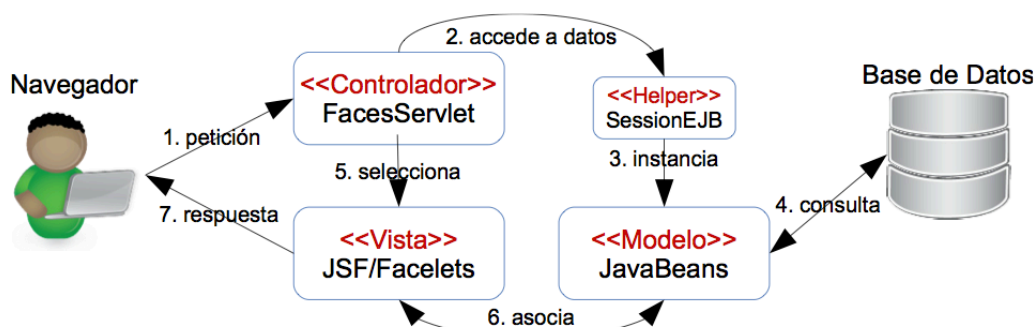 2. accede a datos
Navegador
<<Controlador>>
FacesServlet
<<Helper>>
SessionEJB
Base de Datos
1. petición
5. selecciona
3. instancia
7. respuesta
4. consulta
<<Vista>>
JSF/Facelets
<<Modelo>>
JavaBeans
6. asocia